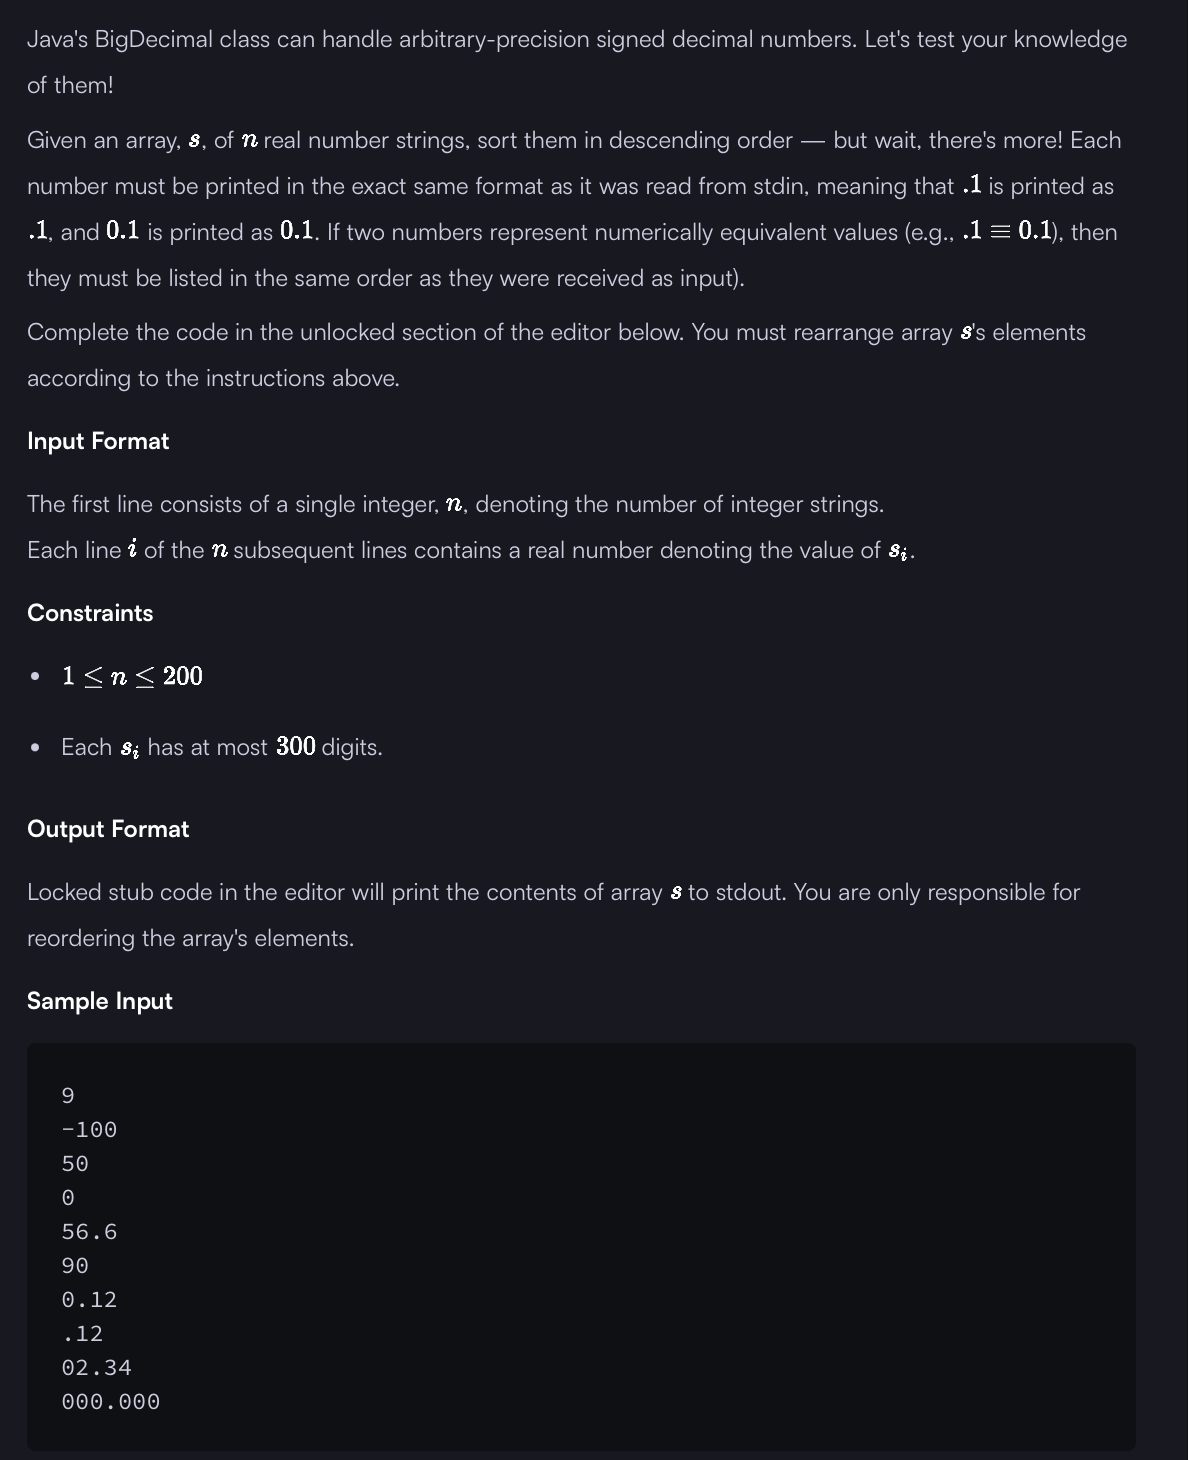 Java's BigDecimal class can handle arbitrary-precision signed decimal numbers. Let's test your knowledge
of them!
Given an array, s, of n real number strings, sort them in descending order — but wait, there's more! Each
number must be printed in the exact same format as it was read from stdin, meaning that .1 is printed as
.1, and 0.1 is printed as 0.1. If two numbers represent numerically equivalent values (e.g., .1 ≡ 0.1), then
they must be listed in the same order as they were received as input).
Complete the code in the unlocked section of the editor below. You must rearrange array s's elements
according to the instructions above.
Input Format
The first line consists of a single integer, n, denoting the number of integer strings.
Each line i of the n subsequent lines contains a real number denoting the value of sᵢ.
Constraints
• 1 ≤ n ≤ 200
• Each sᵢ has at most 300 digits.
Output Format
Locked stub code in the editor will print the contents of array s to stdout. You are only responsible for
reordering the array's elements.
Sample Input
9
-100
50
0
56.6
90
0.12
.12
02.34
000.000